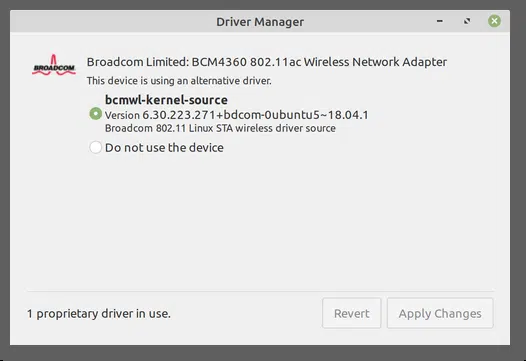 Driver Manager
BROADCOM
Broadcom Limited: BCM4360 802.11ac Wireless Network Adapter
This device is using an alternative driver.
bcmwl-kernel-source
Version 6.30.223.271+bdcom-0ubuntu5~18.04.1
Broadcom 802.11 Linux STA wireless driver source
Do not use the device
1 proprietary driver in use.
Revert
Apply Changes